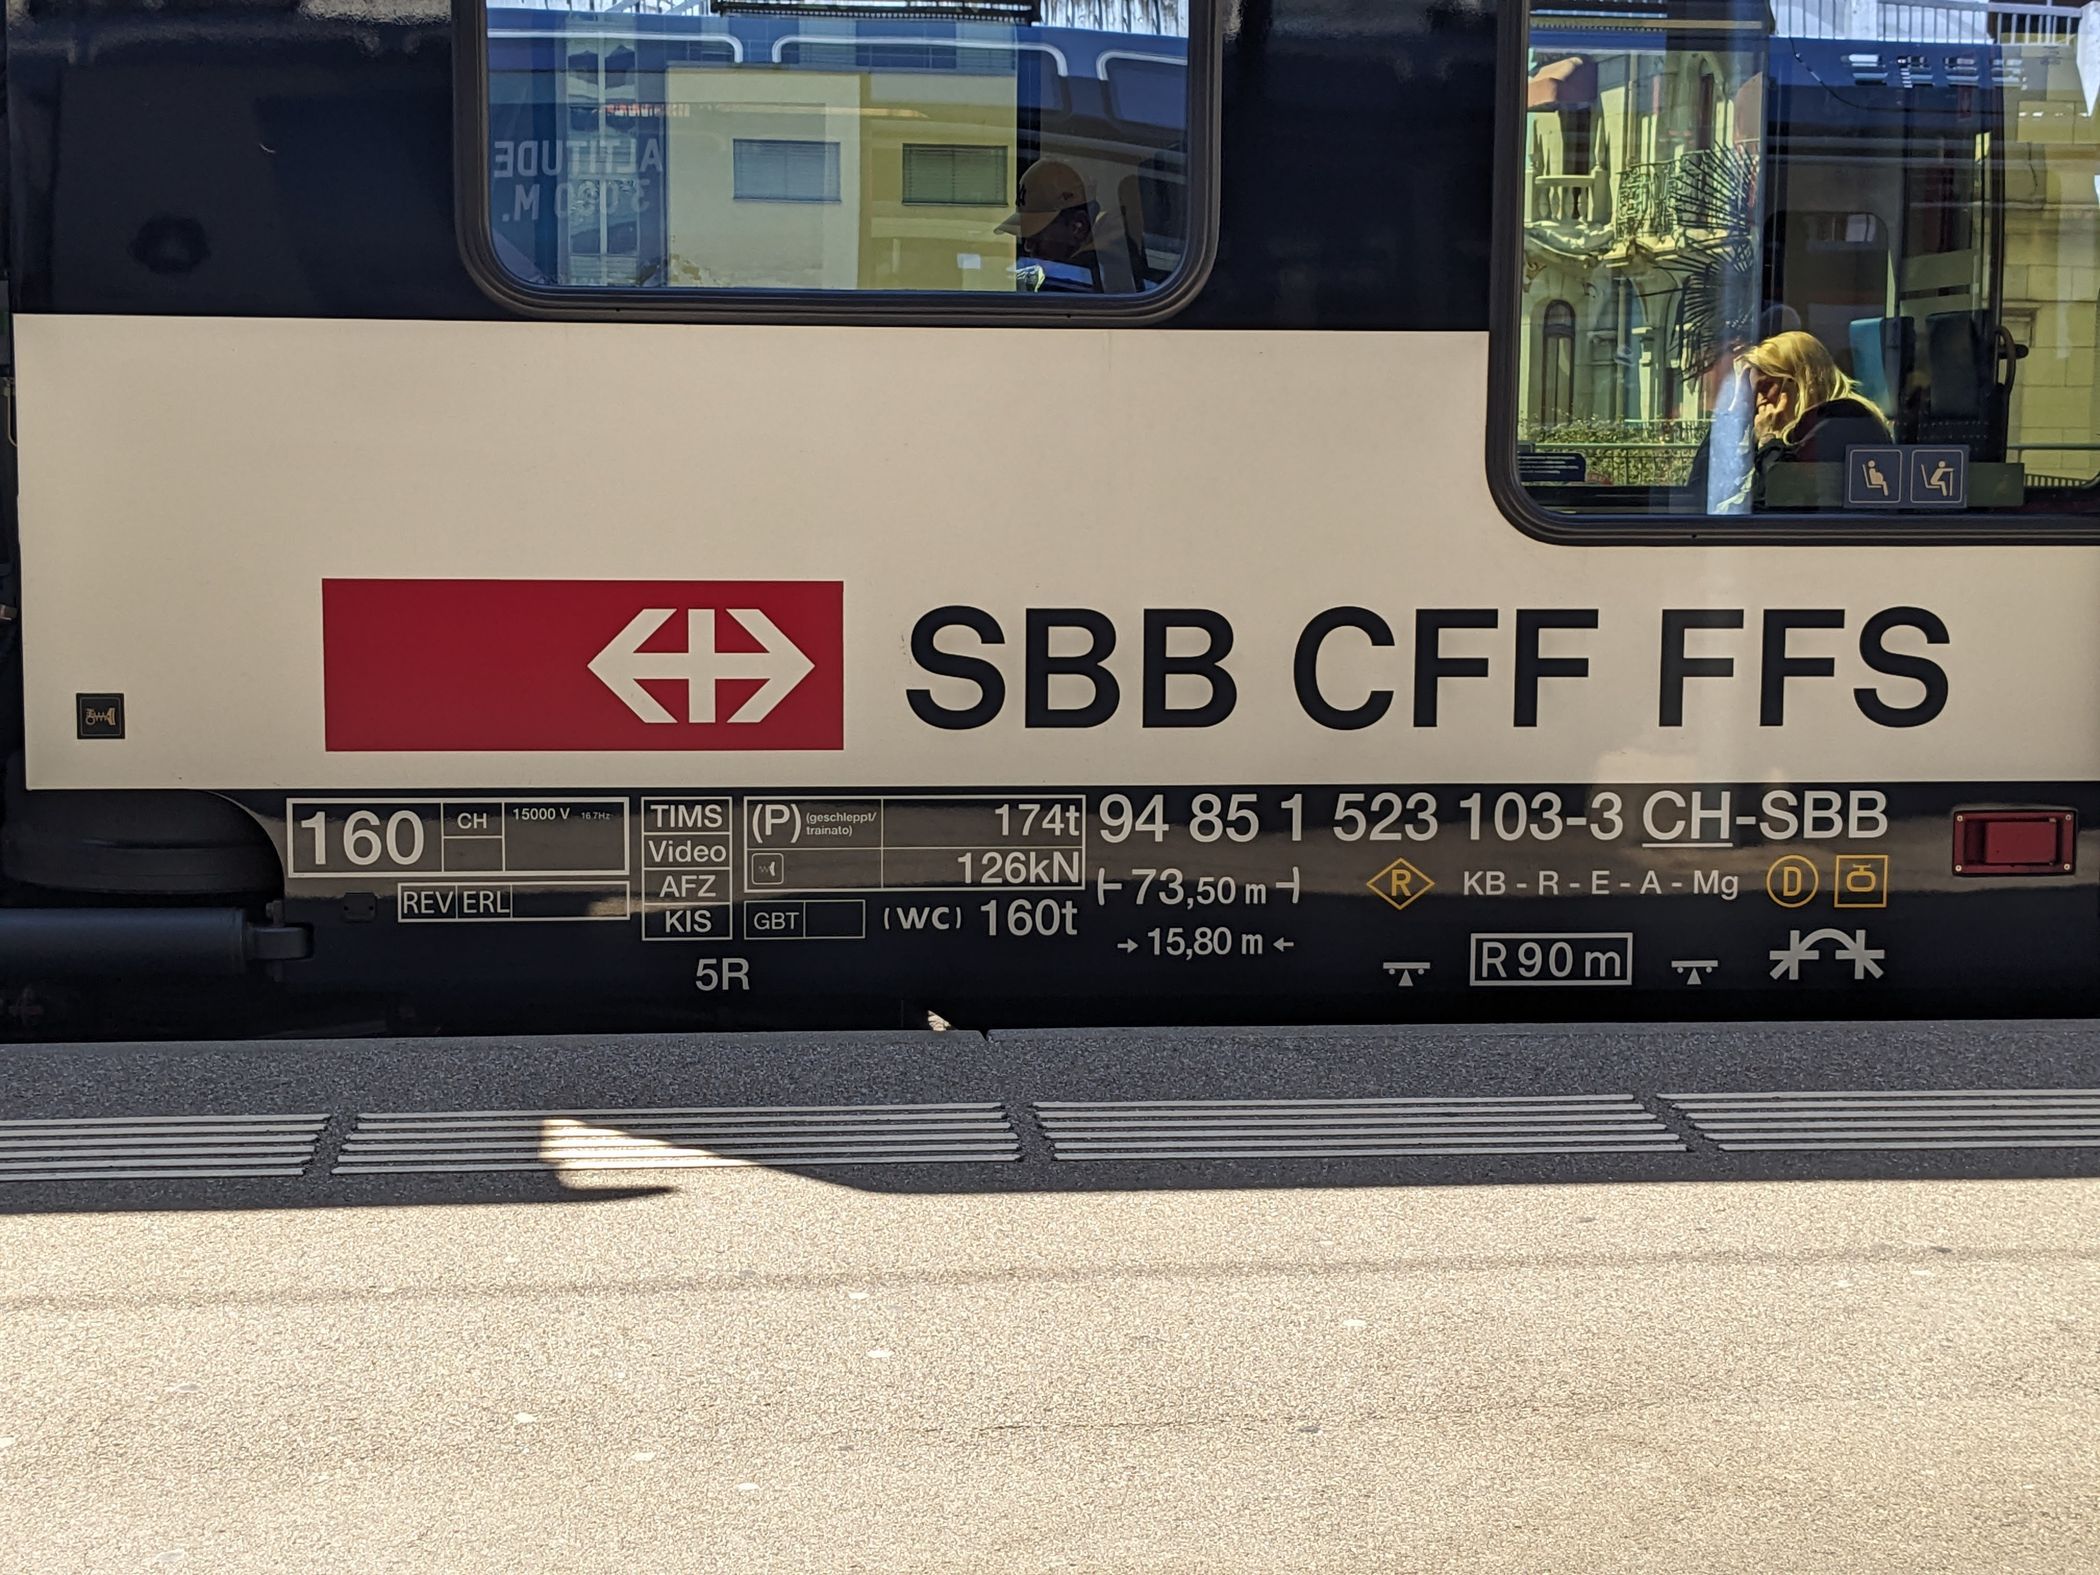 ALTITUDE
3'000 M.
SBB CFF FFS
160 CH 15000 V 16.7Hz
REV ERL
TIMS
Video
AFZ
KIS
5R
(P) (geschleppt/
trainato) 174t
126kN
GBT (WC) 160t
94 85 1 523 103-3 CH-SBB
73,50 m
→ 15,80 m ←
R KB - R - E - A - Mg D
R 90 m